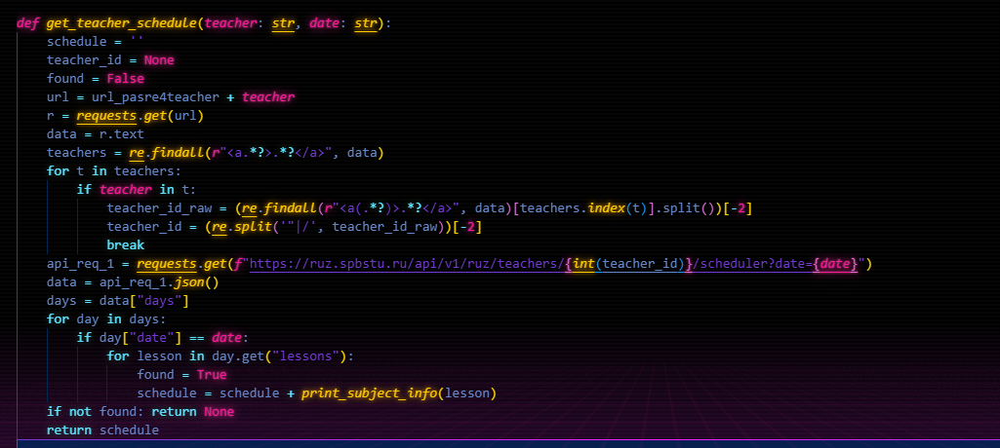 def get_teacher_schedule(teacher: str, date: str):
    schedule = ''
    teacher_id = None
    found = False
    url = url_pasre4teacher + teacher
    r = requests.get(url)
    data = r.text
    teachers = re.findall(r"<a.*?>.*?</a>", data)
    for t in teachers:
        if teacher in t:
            teacher_id_raw = (re.findall(r"<a(.*?)>.*?</a>", data)[teachers.index(t)].split())[-2]
            teacher_id = (re.split('"|/', teacher_id_raw))[-2]
            break
    api_req_1 = requests.get(f"https://ruz.spbstu.ru/api/v1/ruz/teachers/{int(teacher_id)}/scheduler?date={date}")
    data = api_req_1.json()
    days = data["days"]
    for day in days:
        if day["date"] == date:
            for lesson in day.get("lessons"):
                found = True
                schedule = schedule + print_subject_info(lesson)
    if not found: return None
    return schedule